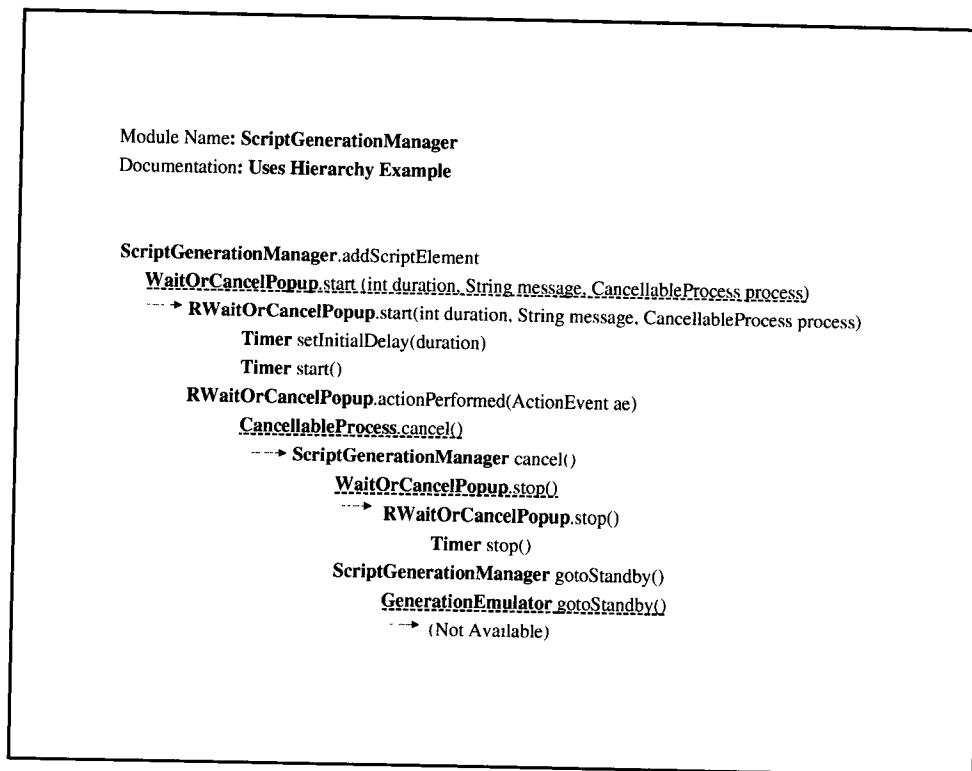 Module Name: ScriptGenerationManager
Documentation: Uses Hierarchy Example
ScriptGenerationManager.addScriptElement
WaitOrCancelPopup.start (int duration, String message, CancellableProcess process)
RWaitOrCancelPopup.start(int duration, String message, CancellableProcess process)
Timer setInitialDelay(duration)
Timer start()
RWaitOrCancelPopup.actionPerformed(ActionEvent ae)
CancellableProcess.cancel()
ScriptGenerationManager cancel()
WaitOrCancelPopup.stop()
RWaitOrCancelPopup.stop()
Timer stop()
ScriptGenerationManager gotoStandby()
GenerationEmulator gotoStandby()
(Not Available)